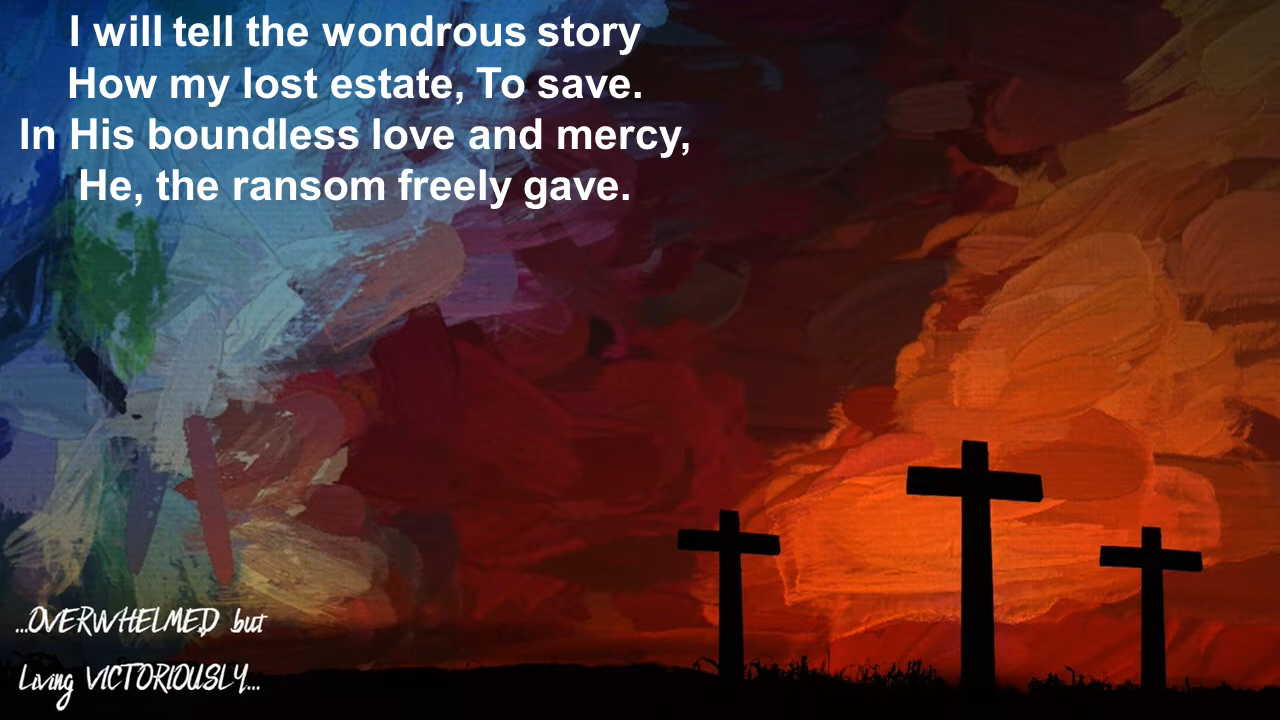 I will tell the wondrous story
How my lost estate, To save.
In His boundless love and mercy,
He, the ransom freely gave.
...OVERWHELMED but
Living VICTORIOUSLY...